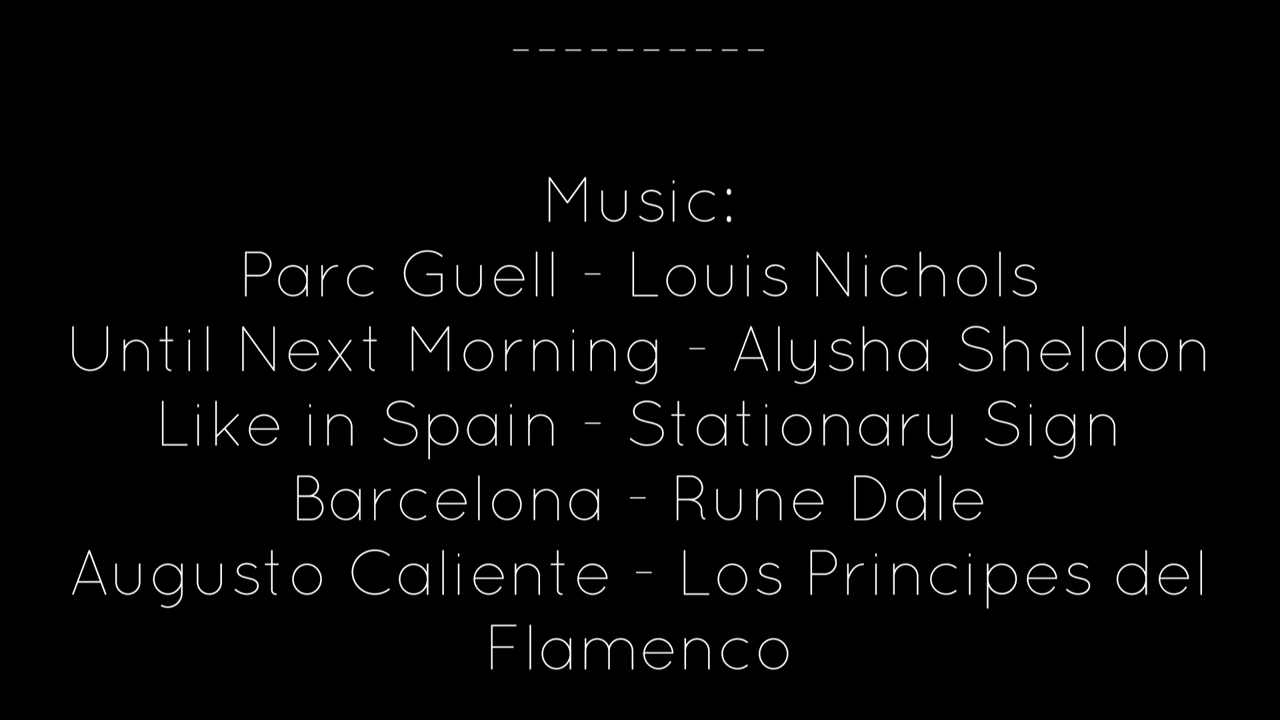 ----------
Music:
Parc Guell - Louis Nichols
Until Next Morning - Alysha Sheldon
Like in Spain - Stationary Sign
Barcelona - Rune Dale
Augusto Caliente - Los Principes del
Flamenco